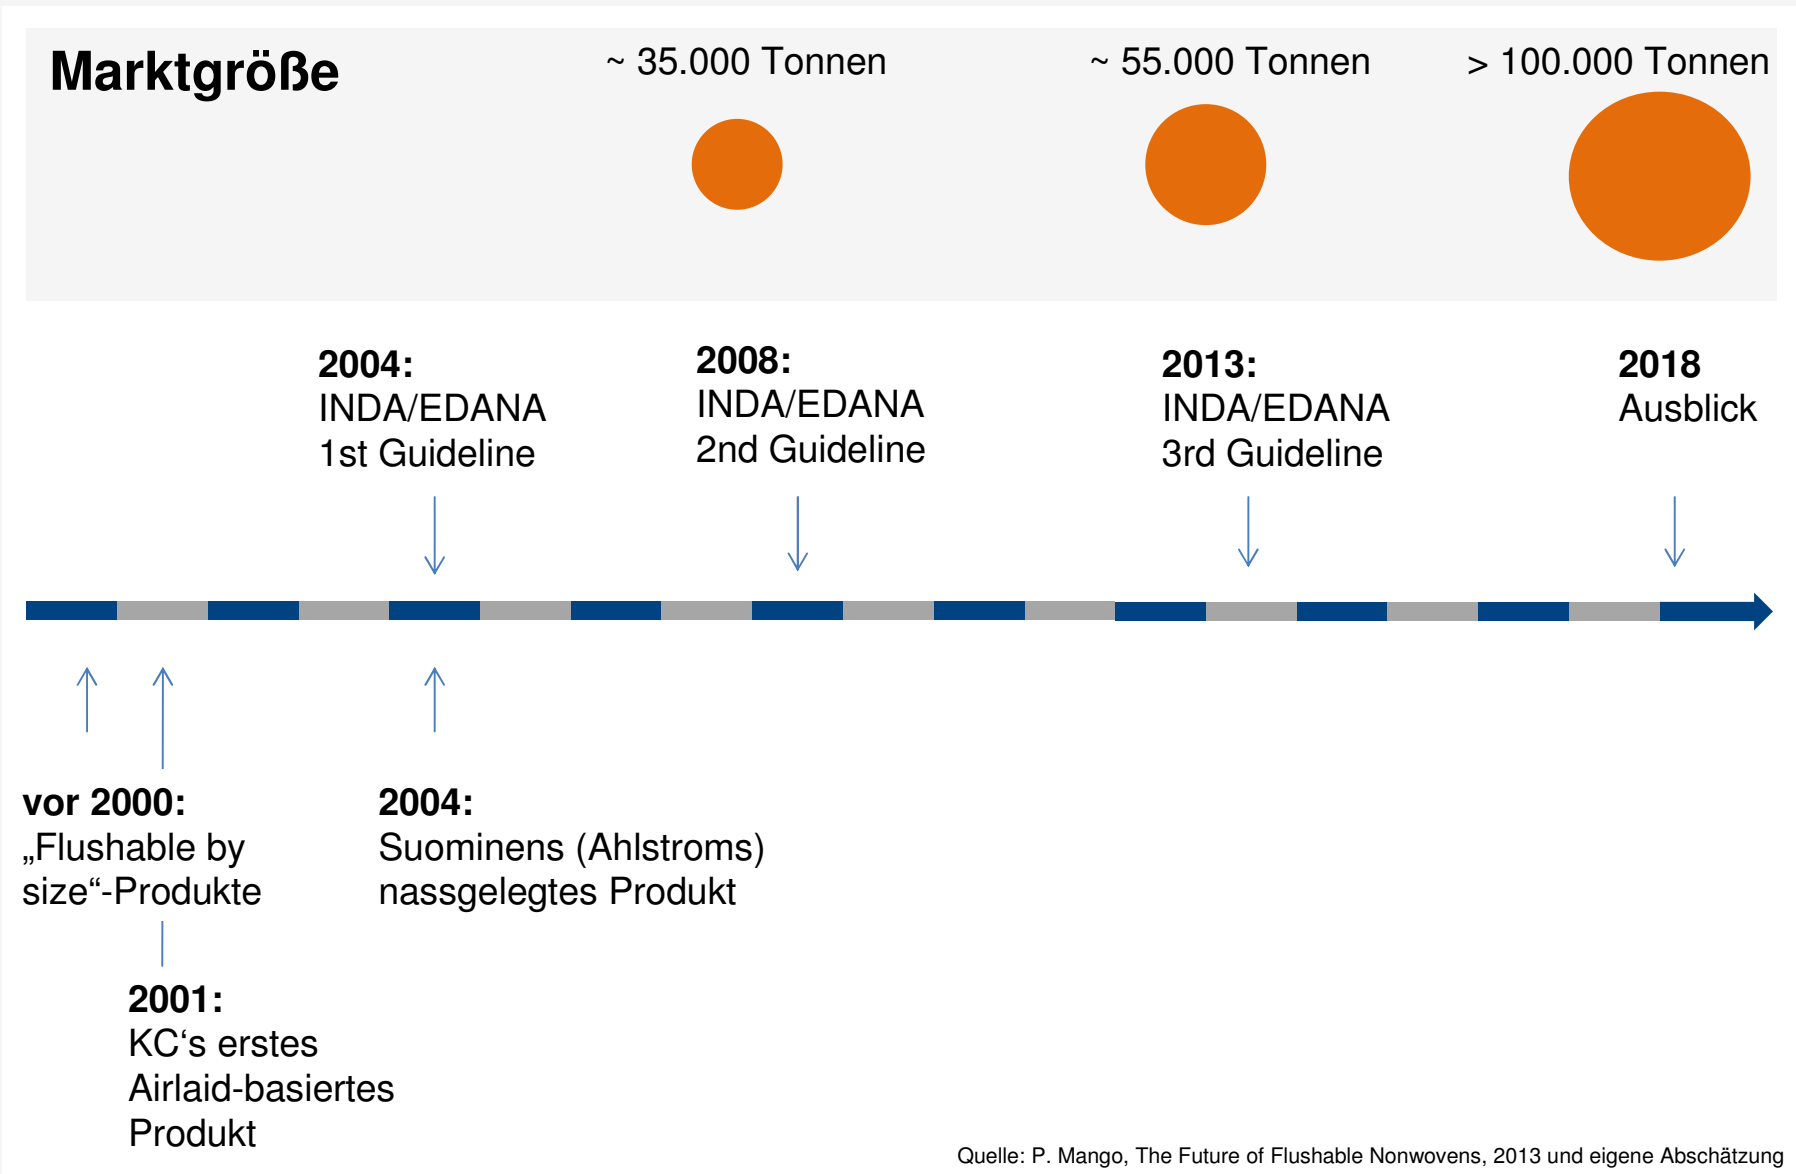 Marktgröße
~ 35.000 Tonnen
~ 55.000 Tonnen
> 100.000 Tonnen
2004:
INDA/EDANA
1st Guideline
2008:
INDA/EDANA
2nd Guideline
2013:
INDA/EDANA
3rd Guideline
2018
Ausblick
vor 2000:
„Flushable by
size“-Produkte
2004:
Suominens (Ahlstroms)
nassgelegtes Produkt
2001:
KC‘s erstes
Airlaid-basiertes
Produkt
Quelle: P. Mango, The Future of Flushable Nonwovens, 2013 und eigene Abschätzung